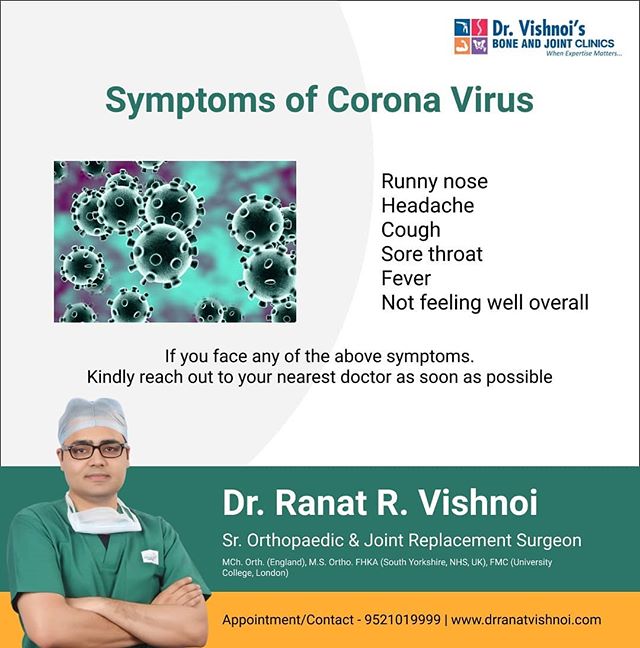 Dr. Vishnoi's
BONE AND JOINT CLINICS
When Expertise Matters...
Symptoms of Corona Virus
Runny nose
Headache
Cough
Sore throat
Fever
Not feeling well overall
If you face any of the above symptoms.
Kindly reach out to your nearest doctor as soon as possible
Dr. Ranat R. Vishnoi
Sr. Orthopaedic & Joint Replacement Surgeon
MCh. Orth. (England), M.S. Ortho. FHKA (South Yorkshire, NHS, UK), FMC (University
College, London)
Appointment/Contact - 9521019999 | www.drranatvishnoi.com